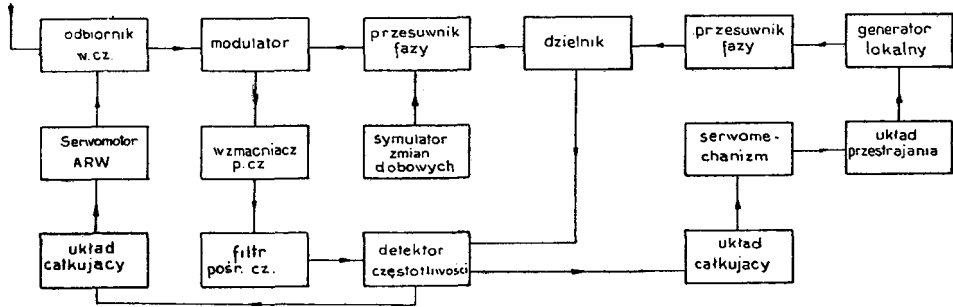 odbiornik
w.cz.
modulator
przesuwnik
fazy
dzielnik
przesuwnik
fazy
generator
lokalny
Serwomotor
ARW
wzmacniacz
p.cz
symulator
zmian
dobowych
serwome-
chanizm
układ
przestrajania
układ
całkujacy
filtr
pośr. cz.
detektor
częstotliwości
układ
całkujący